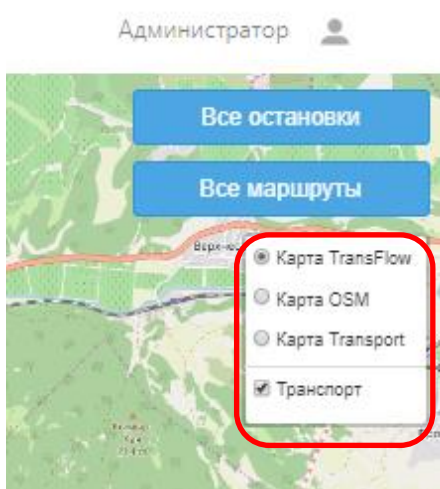 Администратор
Все остановки
Все маршруты
Карта TransFlow
Карта OSM
Карта Transport
Транспорт